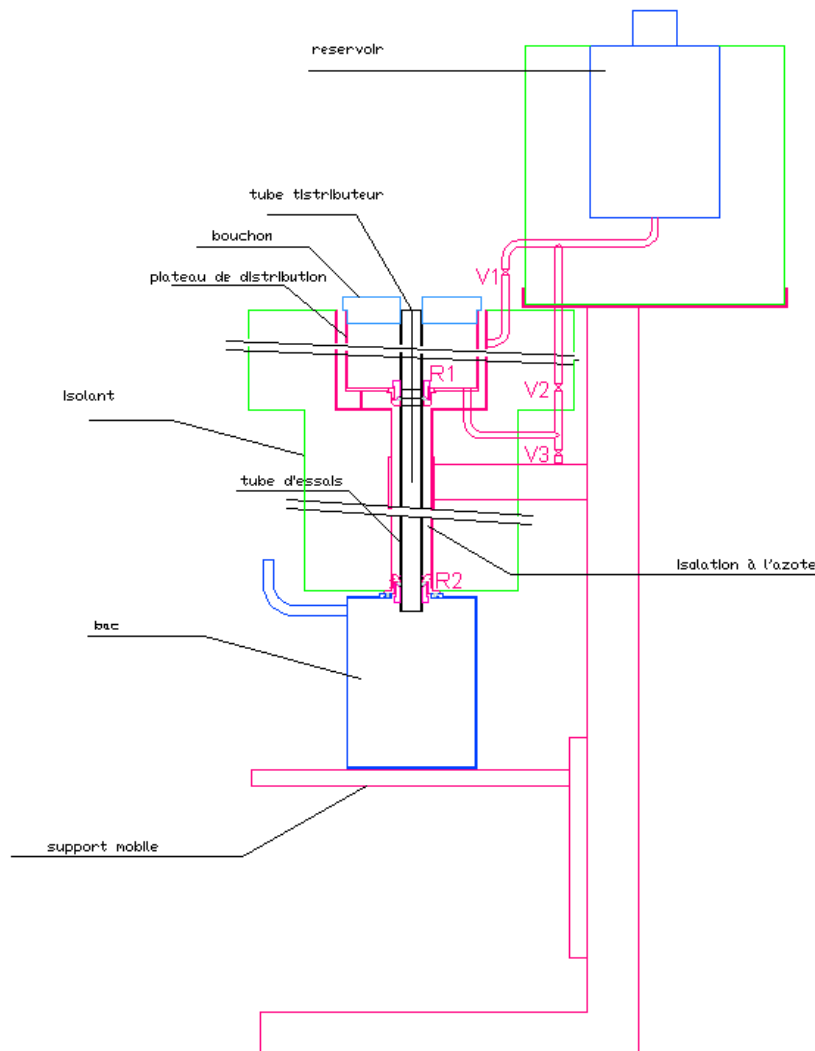 reservoir
tube tistributeur
bouchon
V1
plateau de distribution
R1
V2
Isolant
V3
tube d'essais
isolation à l'azote
R2
bac
support mobile